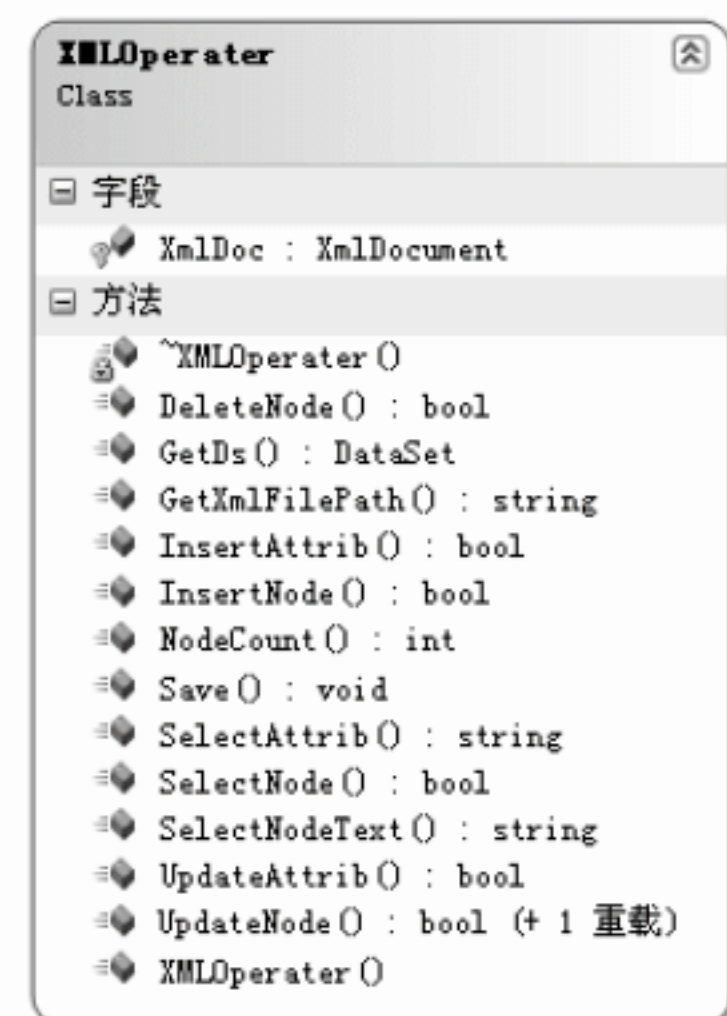 XMLOperater
Class
字段
XmlDoc : XmlDocument
方法
~XMLOperater()
DeleteNode() : bool
GetDs() : DataSet
GetXmlFilePath() : string
InsertAttrib() : bool
InsertNode() : bool
NodeCount() : int
Save() : void
SelectAttrib() : string
SelectNode() : bool
SelectNodeText() : string
UpdateAttrib() : bool
UpdateNode() : bool (+ 1 重载)
XMLOperater()